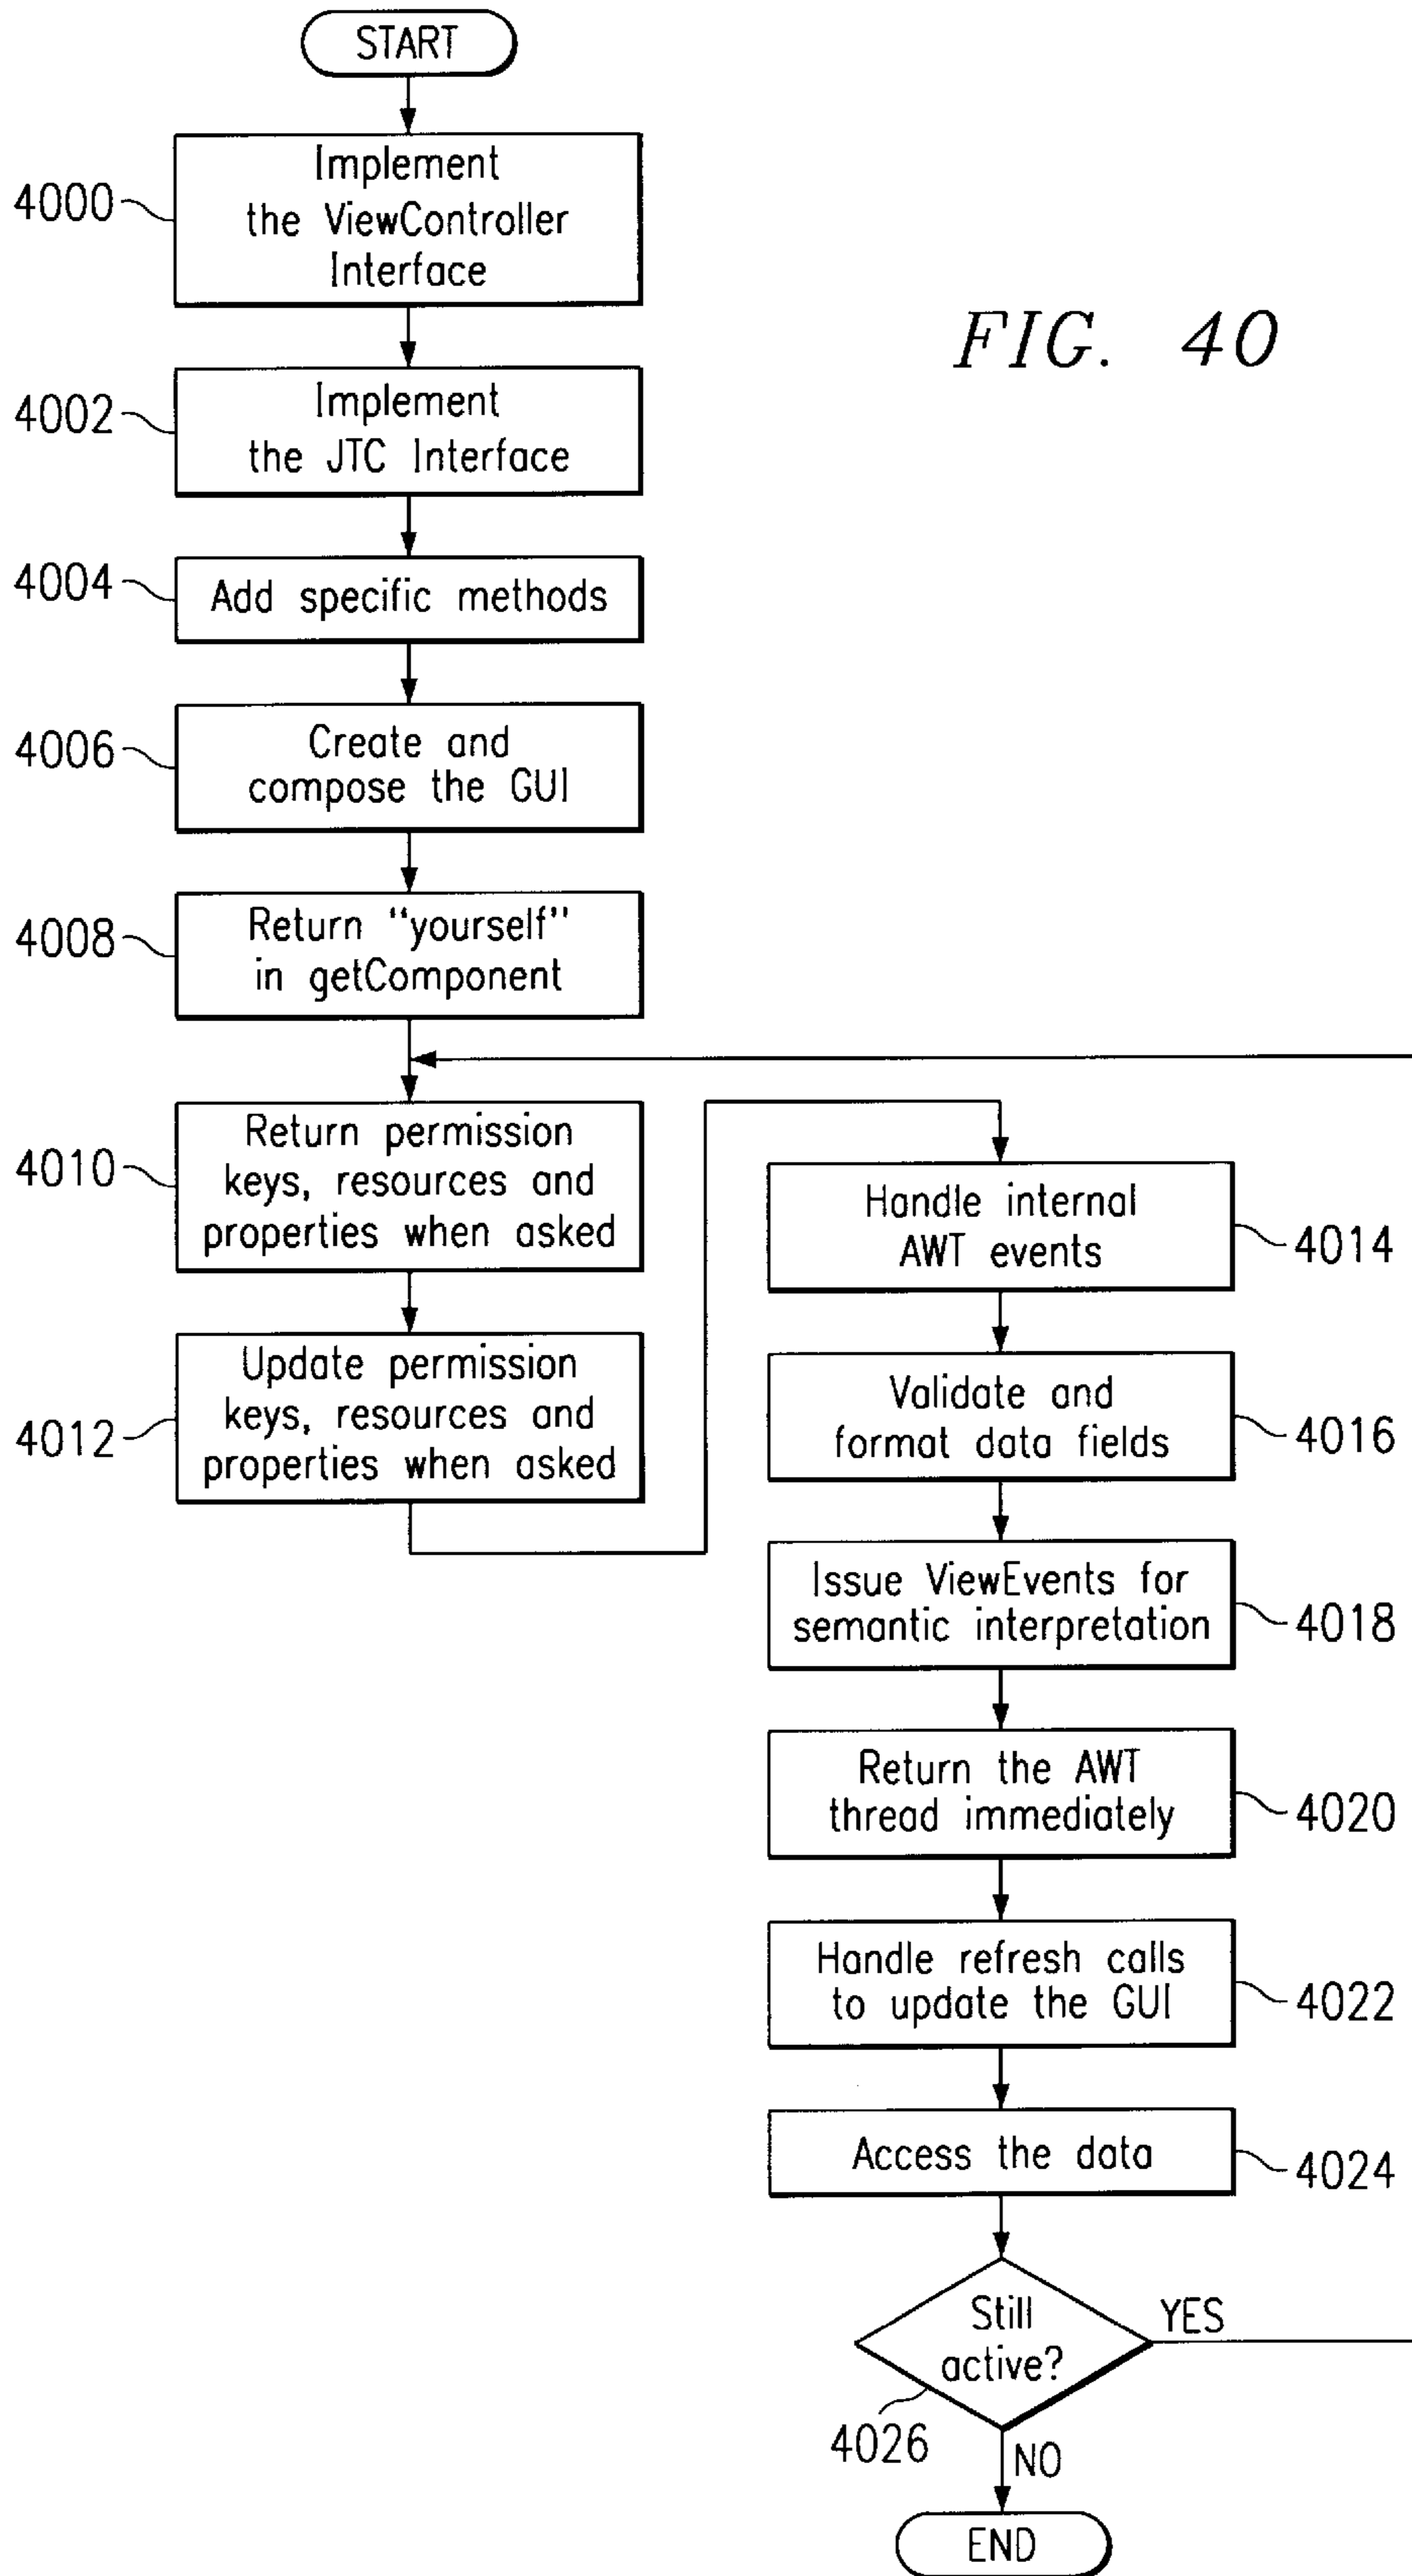 START
4000
Implement
the ViewController
Interface
FIG. 40
4002
Implement
the JTC Interface
4004
Add specific methods
4006
Create and
compose the GUI
4008
Return "yourself"
in getComponent
4010
Return permission
keys, resources and
properties when asked
4012
Update permission
keys, resources and
properties when asked
Handle internal
AWT events
4014
Validate and
format data fields
4016
Issue ViewEvents for
semantic interpretation
4018
Return the AWT
thread immediately
4020
Handle refresh calls
to update the GUI
4022
Access the data
4024
Still
active?
YES
4026
NO
END